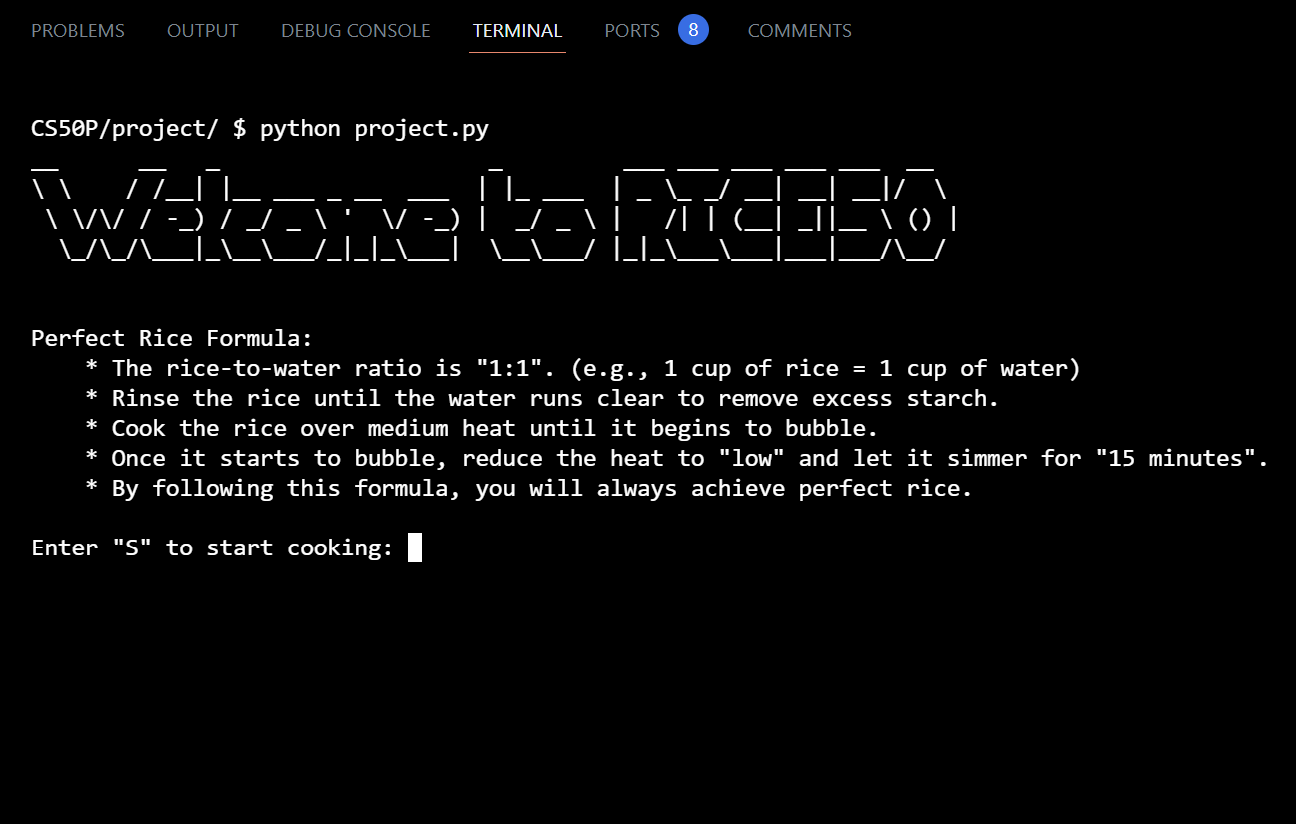 PROBLEMS OUTPUT DEBUG CONSOLE TERMINAL PORTS 8 COMMENTS
CS50P/project/ $ python project.py
Welcome to RICE50
Perfect Rice Formula:
* The rice-to-water ratio is "1:1". (e.g., 1 cup of rice = 1 cup of water)
* Rinse the rice until the water runs clear to remove excess starch.
* Cook the rice over medium heat until it begins to bubble.
* Once it starts to bubble, reduce the heat to "low" and let it simmer for "15 minutes".
* By following this formula, you will always achieve perfect rice.
Enter "S" to start cooking: